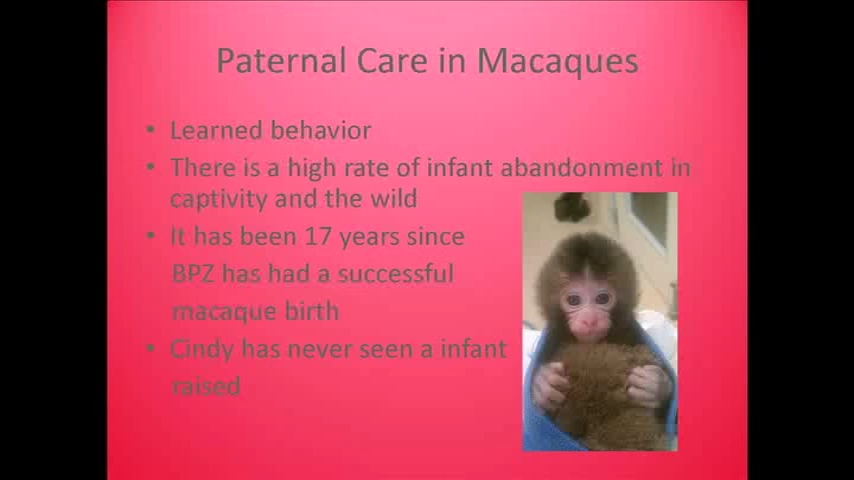 Paternal Care in Macaques
• Learned behavior
• There is a high rate of infant abandonment in
captivity and the wild
• It has been 17 years since
BPZ has had a successful
macaque birth
• Cindy has never seen a infant
raised